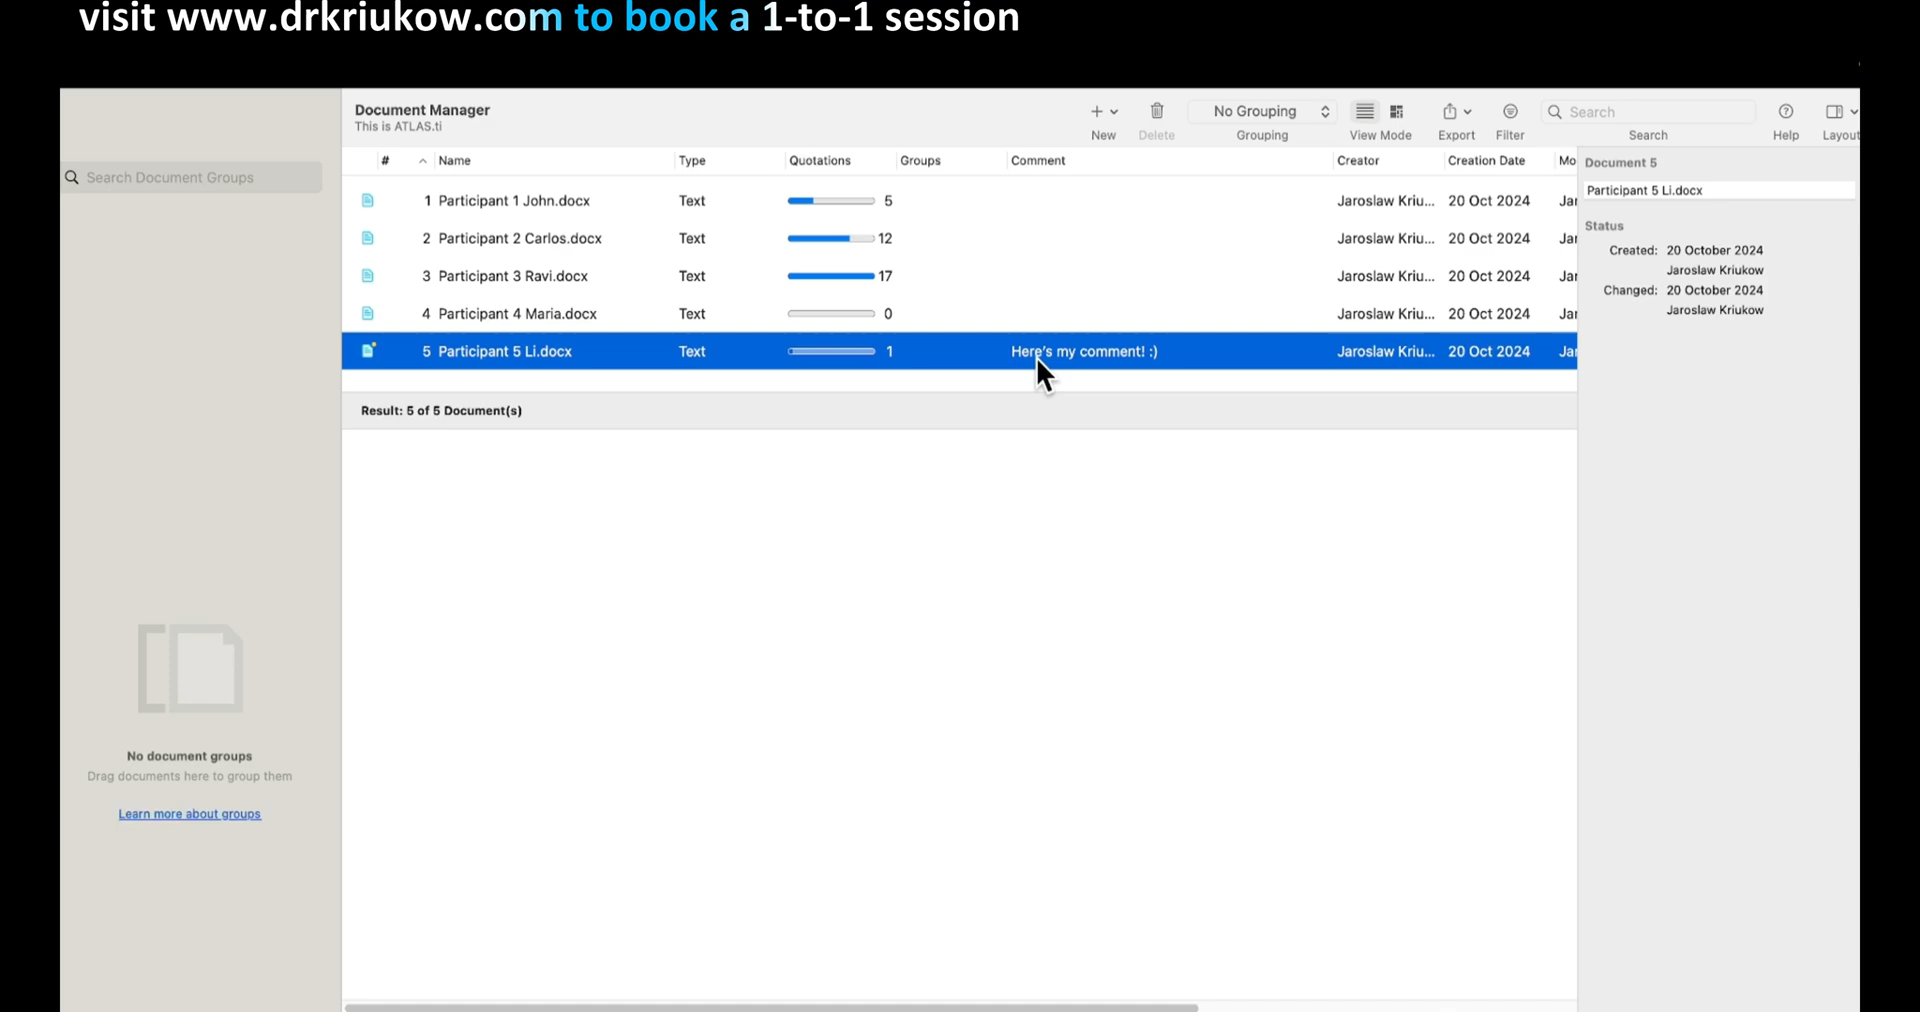 visit www.drkriukow.com to book a 1-to-1 session
Document Manager
This is ATLAS.ti
New
Delete
No Grouping
Grouping
View Mode
Export
Filter
Search
Search
Help
Layout
Search Document Groups
# Name Type Quotations Groups Comment Creator Creation Date Mo
1 Participant 1 John.docx Text 5 Jaroslaw Kriu... 20 Oct 2024 Jar
2 Participant 2 Carlos.docx Text 12 Jaroslaw Kriu... 20 Oct 2024 Jar
3 Participant 3 Ravi.docx Text 17 Jaroslaw Kriu... 20 Oct 2024 Jar
4 Participant 4 Maria.docx Text 0 Jaroslaw Kriu... 20 Oct 2024 Jar
5 Participant 5 Li.docx Text 1 Here's my comment! :) Jaroslaw Kriu... 20 Oct 2024 Jar
Result: 5 of 5 Document(s)
Document 5
Participant 5 Li.docx
Status
Created: 20 October 2024
Jaroslaw Kriukow
Changed: 20 October 2024
Jaroslaw Kriukow
No document groups
Drag documents here to group them
Learn more about groups